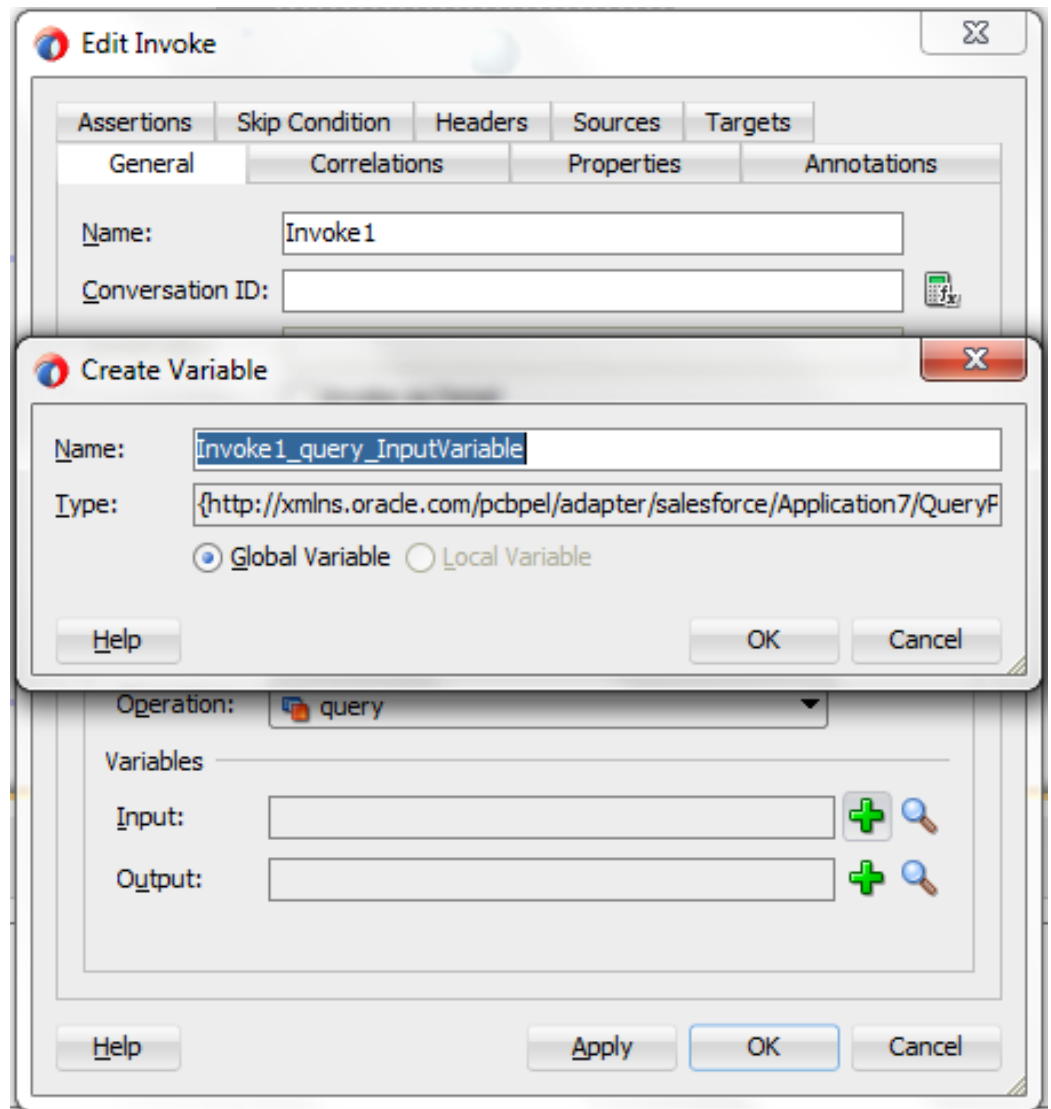 Edit Invoke
Assertions Skip Condition Headers Sources Targets
General Correlations Properties Annotations
Name: Invoke1
Conversation ID:
Create Variable
Name: Invoke1_query_InputVariable
Type: {http://xmlns.oracle.com/pcbpel/adapter/salesforce/Application7/QueryP
Global Variable Local Variable
Help OK Cancel
Operation: query
Variables
Input:
Output:
Help Apply OK Cancel